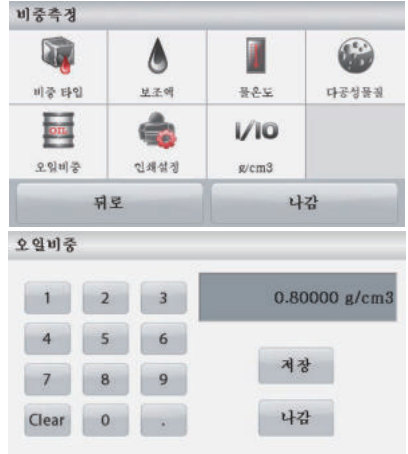 비중측정
비중 타입 보조액 물온도 다공성물질
OIL 1/10
오일비중 인쇄설정 g/cm3
뒤로 나감
오일비중
1 2 3 0.80000 g/cm3
4 5 6
저장
7 8 9
Clear 0 . 나감